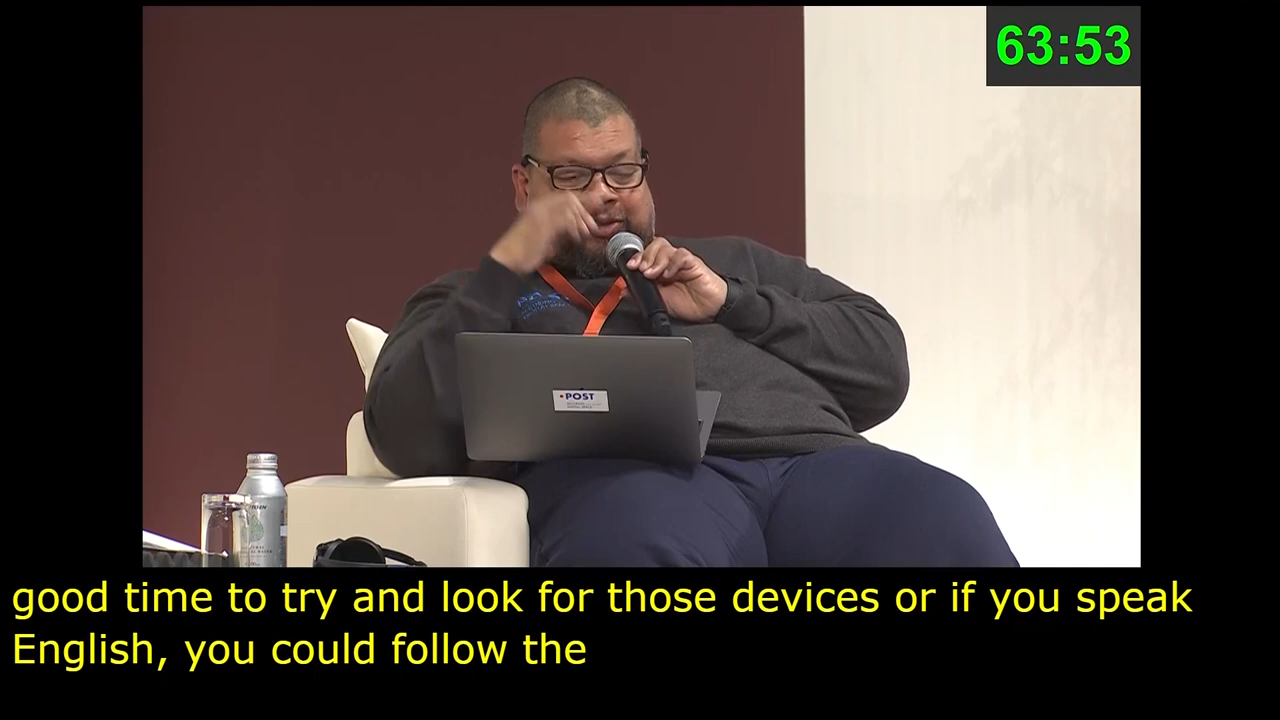 63:53
POST
good time to try and look for those devices or if you speak
English, you could follow the